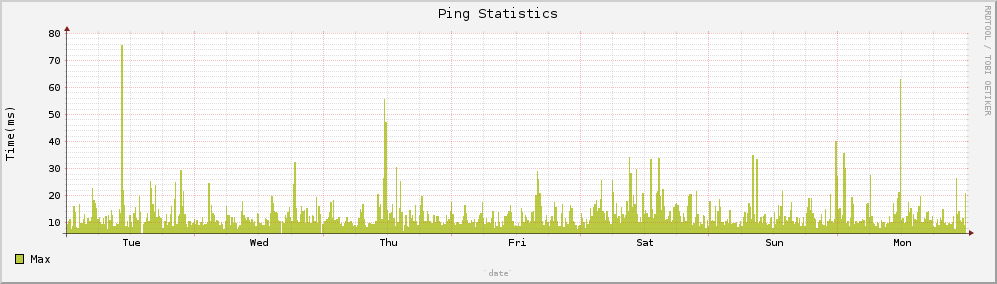 Ping Statistics
RRDTOOL / TOBI OETIKER
Time(ms)
80
70
60
50
40
30
20
10
Tue Wed Thu Fri Sat Sun Mon
Max
`date`